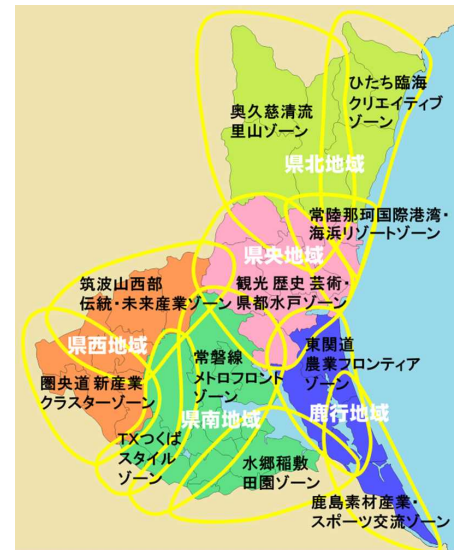 奥久慈清流
里山ゾーン
ひたち臨海
クリエイティブ
ゾーン
県北地域
常陸那珂国際港湾・
海浜リゾートゾーン
県央地域
筑波山西部
伝統・未来産業ゾーン
観光 歴史 芸術・
県都水戸ゾーン
県西地域
常磐線
メトロフロンド
ゾーン
東関道
農業フロンティア
ゾーン
圏央道 新産業
クラスターゾーン
県南地域
鹿行地域
TXつくば
スタイル
ゾーン
水郷稲敷
田園ゾーン
鹿島素材産業・
スポーツ交流ゾーン